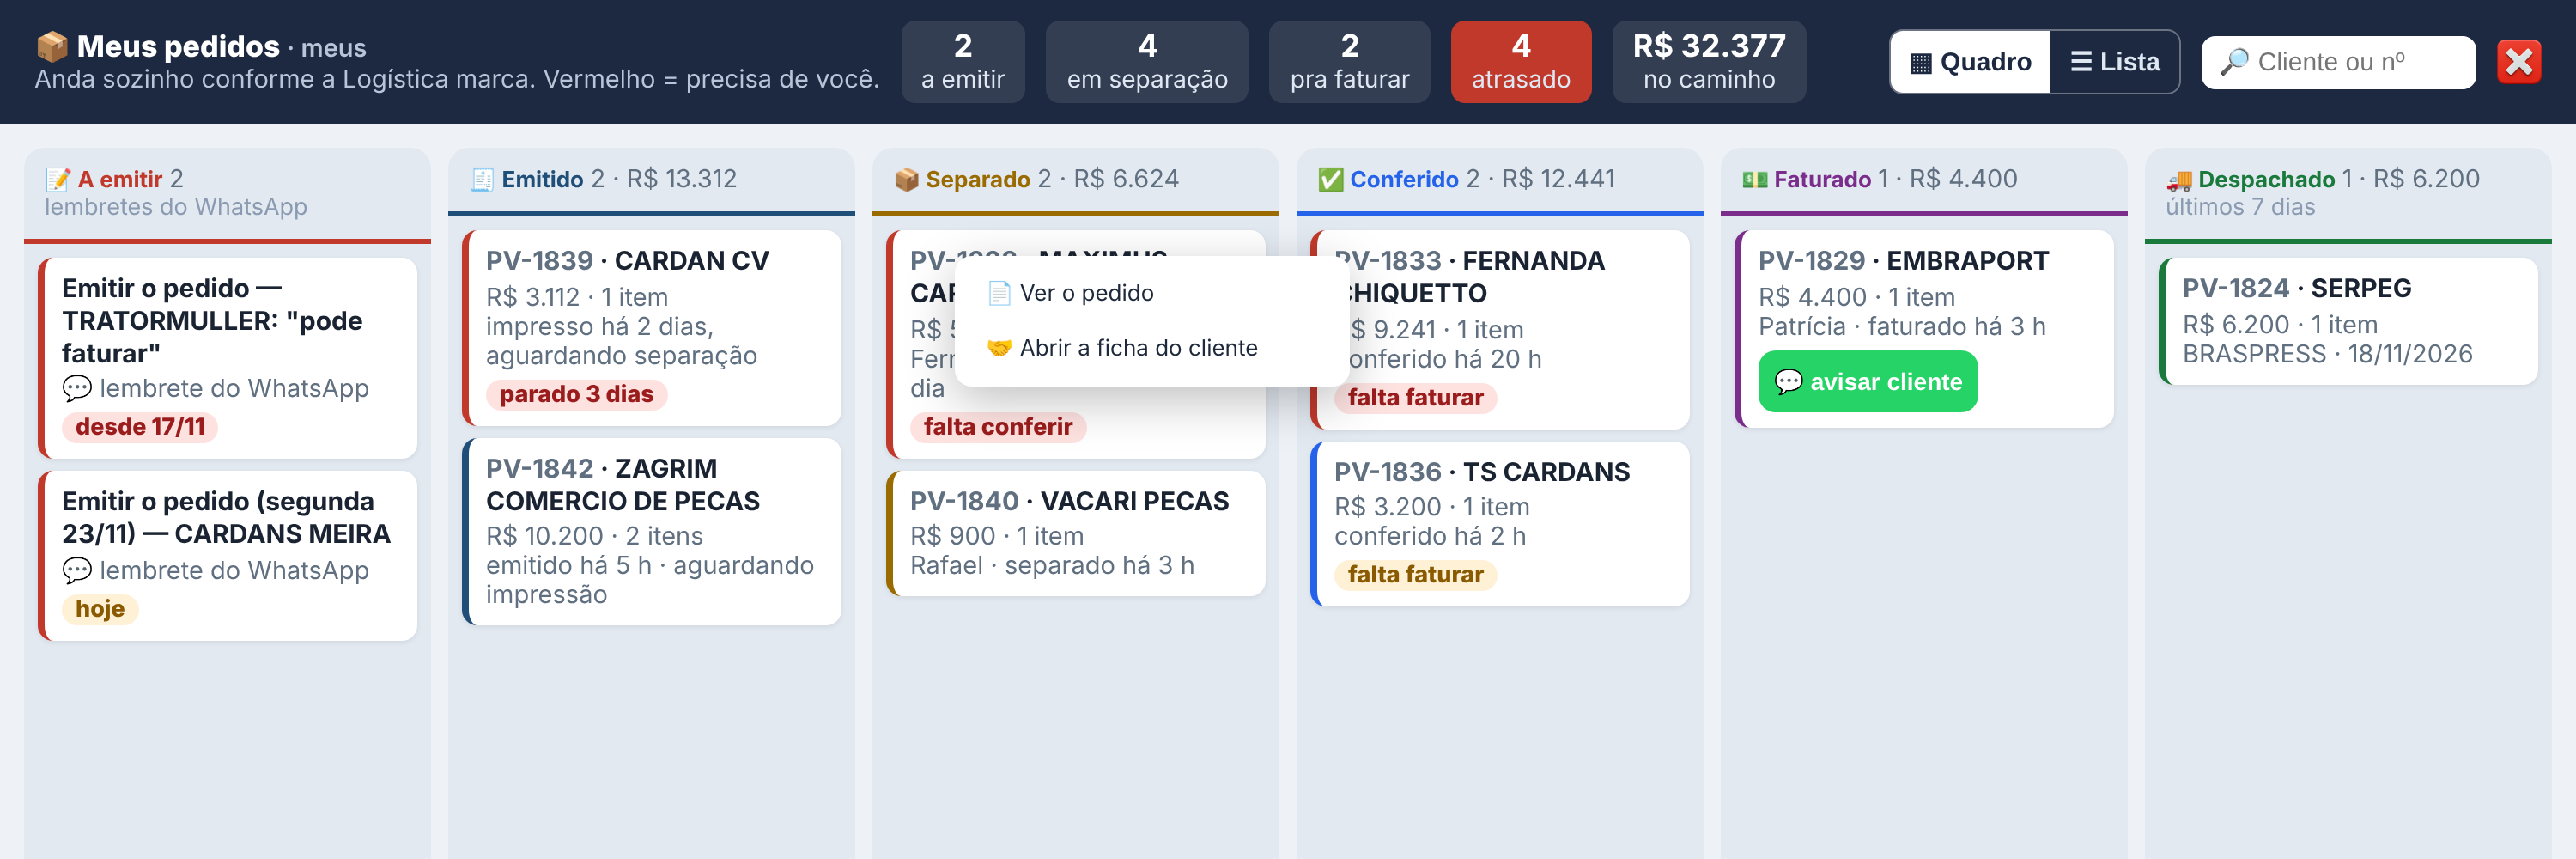 📦 Meus pedidos · meus
Anda sozinho conforme a Logística marca. Vermelho = precisa de você.
2
a emitir
4
em separação
2
pra faturar
4
atrasado
R$ 32.377
no caminho
▦ Quadro
☰ Lista
🔎 Cliente ou nº
❌
📝 A emitir 2
lembretes do WhatsApp
Emitir o pedido —
TRATORMULLER: "pode
faturar"
💬 lembrete do WhatsApp
desde 17/11
Emitir o pedido (segunda
23/11) — CARDANS MEIRA
💬 lembrete do WhatsApp
hoje
🧾 Emitido 2 · R$ 13.312
PV-1839 · CARDAN CV
R$ 3.112 · 1 item
impresso há 2 dias,
aguardando separação
parado 3 dias
PV-1842 · ZAGRIM
COMERCIO DE PECAS
R$ 10.200 · 2 itens
emitido há 5 h · aguardando
impressão
📦 Separado 2 · R$ 6.624
📄 Ver o pedido
🤝 Abrir a ficha do cliente
dia
falta conferir
PV-1840 · VACARI PECAS
R$ 900 · 1 item
Rafael · separado há 3 h
✅ Conferido 2 · R$ 12.441
PV-1833 · FERNANDA
CHIQUETTO
R$ 9.241 · 1 item
conferido há 20 h
falta faturar
PV-1836 · TS CARDANS
R$ 3.200 · 1 item
conferido há 2 h
falta faturar
💵 Faturado 1 · R$ 4.400
PV-1829 · EMBRAPORT
R$ 4.400 · 1 item
Patrícia · faturado há 3 h
💬 avisar cliente
🚚 Despachado 1 · R$ 6.200
últimos 7 dias
PV-1824 · SERPEG
R$ 6.200 · 1 item
BRASPRESS · 18/11/2026